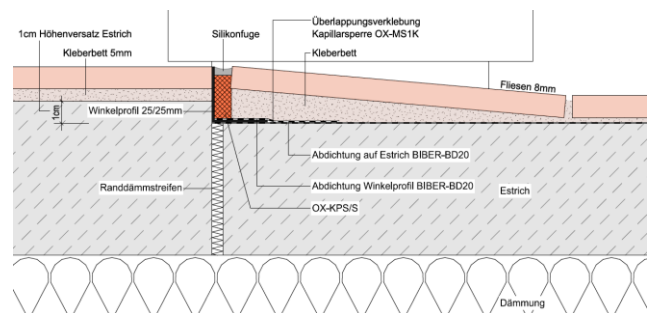 1cm Höhenversatz Estrich
Silikonfuge
Überlappungsverklebung
Kapillarsperre OX-MS1K
Kleberbett 5mm
Kleberbett
Fliesen 8mm
1cm
Winkelprofil 25/25mm
Abdichtung auf Estrich BIBER-BD20
Randdämmstreifen
Abdichtung Winkelprofil BIBER-BD20
Estrich
OX-KPS/S
Dämmung